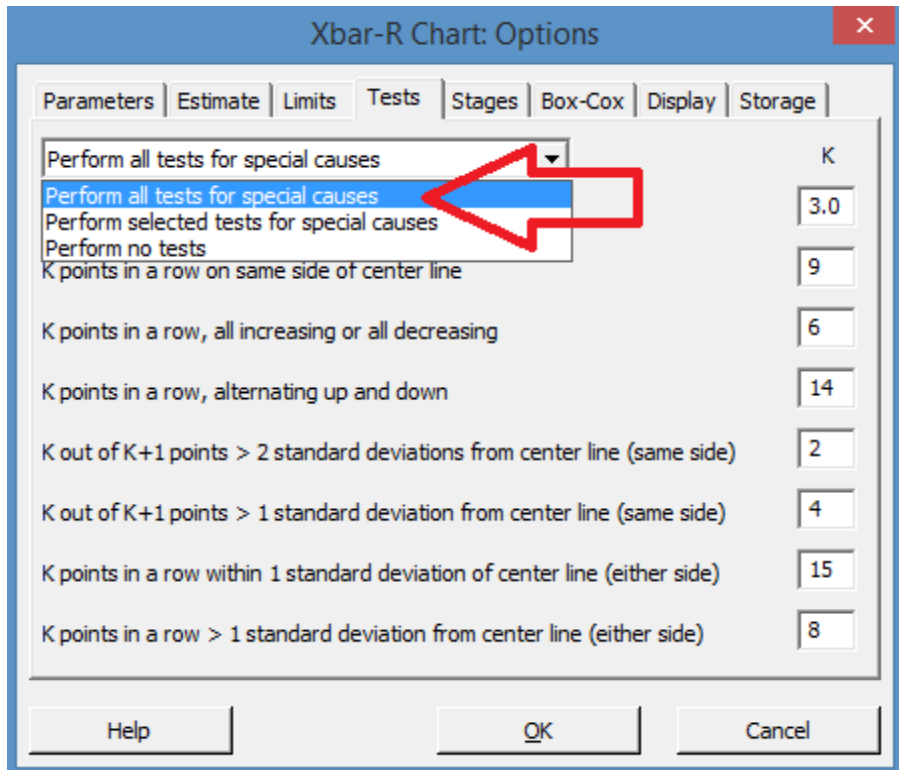 Xbar-R Chart: Options
Parameters Estimate Limits Tests Stages Box-Cox Display Storage
Perform all tests for special causes K
Perform all tests for special causes 3.0
Perform selected tests for special causes
Perform no tests
K points in a row on same side of center line 9
K points in a row, all increasing or all decreasing 6
K points in a row, alternating up and down 14
K out of K+1 points > 2 standard deviations from center line (same side) 2
K out of K+1 points > 1 standard deviation from center line (same side) 4
K points in a row within 1 standard deviation of center line (either side) 15
K points in a row > 1 standard deviation from center line (either side) 8
Help OK Cancel